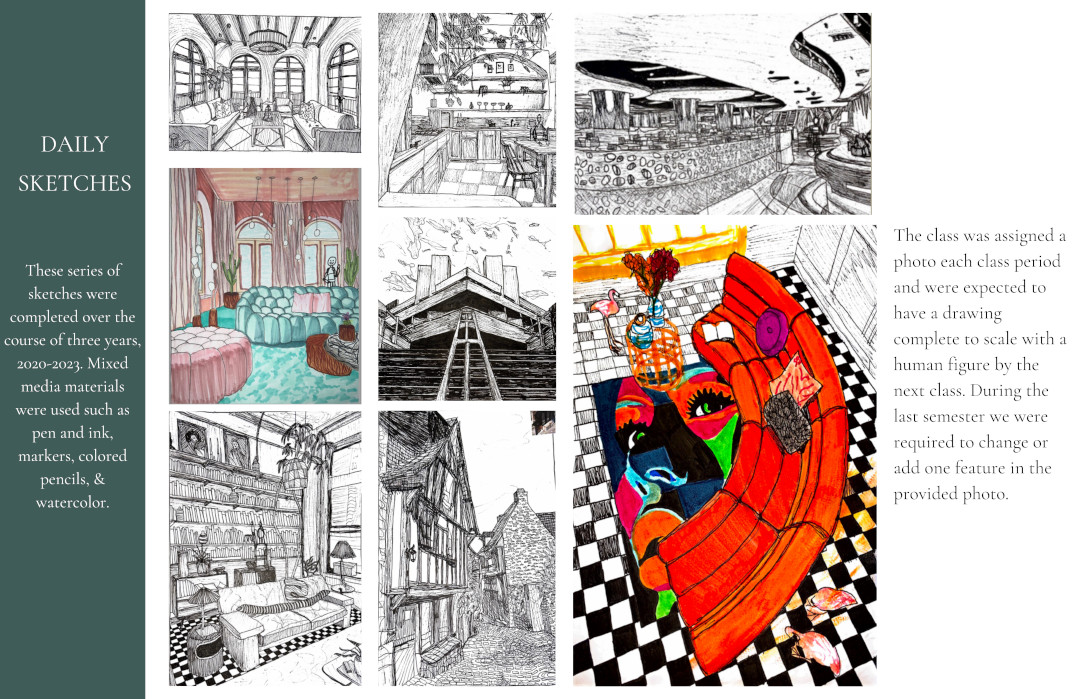 DAILY
SKETCHES
These series of
sketches were
completed over the
course of three years,
2020-2023. Mixed
media materials
were used such as
pen and ink,
markers, colored
pencils, &
watercolor.
The class was assigned a
photo each class period
and were expected to
have a drawing
complete to scale with a
human figure by the
next class. During the
last semester we were
required to change or
add one feature in the
provided photo.